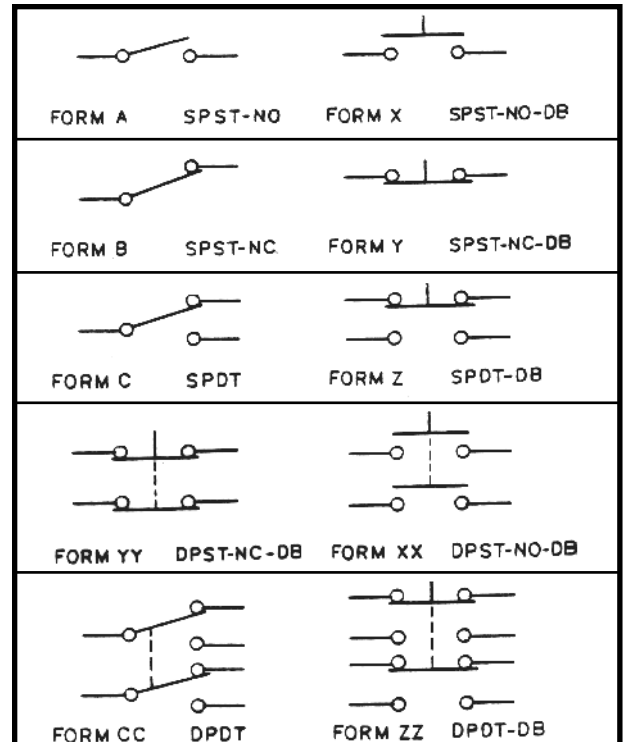 FORM A SPST-NO FORM X SPST-NO-DB
FORM B SPST-NC FORM Y SPST-NC-DB
FORM C SPDT FORM Z SPDT-DB
FORM YY DPST-NC-DB FORM XX DPST-NO-DB
FORM CC DPDT FORM ZZ DPDT-DB